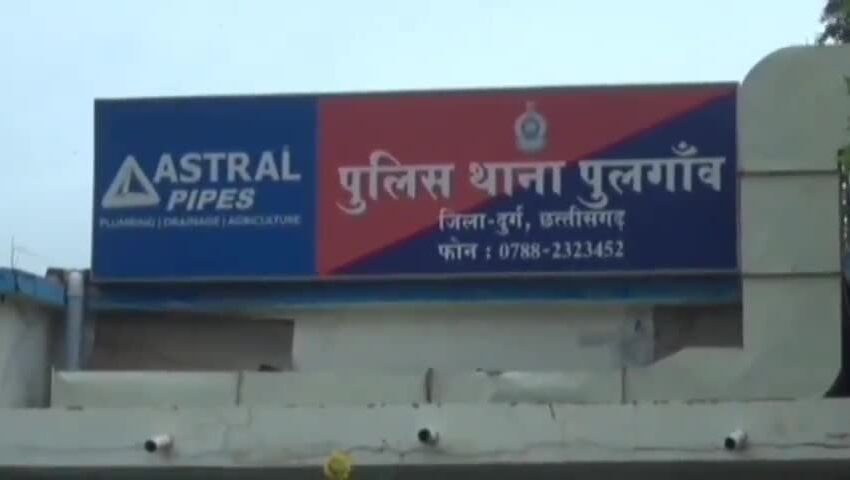 ASTRAL
PIPES
PLUMBING | DRAINAGE | AGRICULTURE
पुलिस थाना पुलगाँव
जिला-दुर्ग, छत्तीसगढ़
फोन : 0788-2323452